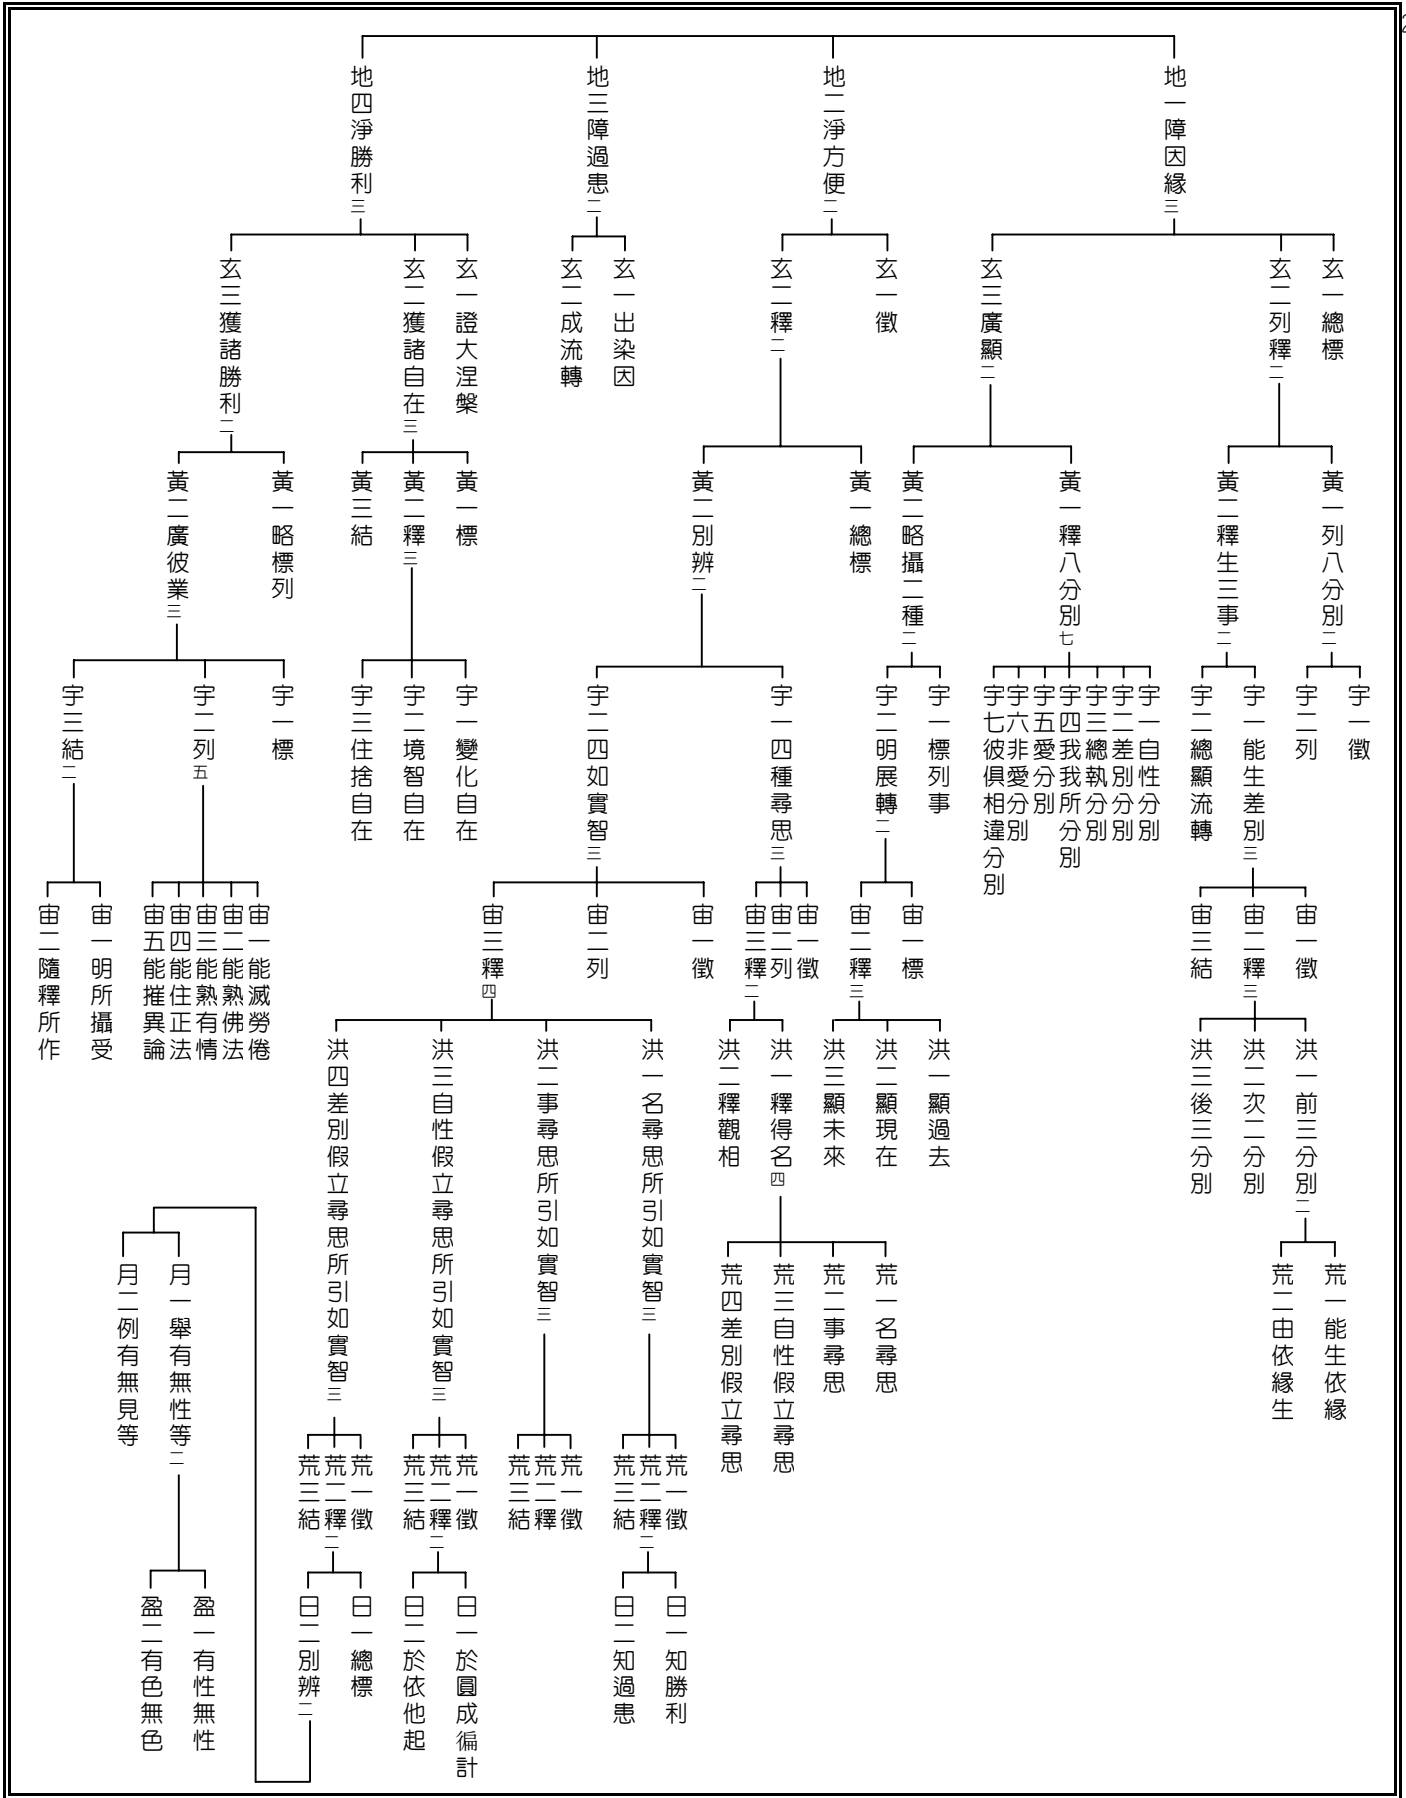 地一障因緣三
地二淨方便二
地三障過患二
地四淨勝利三
玄一總標
玄二列釋二
玄三廣顯二
玄一徵
玄二釋二
玄一出染因
玄二成流轉
玄一證大涅槃
玄二獲諸自在三
玄三獲諸勝利二
黃一列八分別二
黃二釋生三事二
黃一釋八分別七
黃二略攝二種二
黃一總標
黃二別辨二
黃一標
黃二釋三
黃三結
黃一略標列
黃二廣彼業三
宇一徵
宇二列
宇一能生差別三
宇二總顯流轉
宇一自性分別
宇二差別分別
宇三總執分別
宇四我我所分別
宇五愛分別
宇六非愛分別
宇七彼俱相違分別
宇一標列事
宇二明展轉二
宇一四種尋思三
宇二四如實智三
宇一變化自在
宇二境智自在
宇三住捨自在
宇一標
宇二列五
宇三結二
宙一徵
宙二釋三
宙三結
宙一標
宙二釋三
宙一徵
宙二列
宙三釋二
宙一徵
宙二列
宙三釋四
宙一能滅勞倦
宙二能熟佛法
宙三能熟有情
宙四能住正法
宙五能摧異論
宙一明所攝受
宙二隨釋所作
洪一前三分別二
洪二次二分別
洪三後三分別
洪一顯過去
洪二顯現在
洪三顯未來
洪一釋得名四
洪二釋觀相
洪一名尋思所引如實智三
洪二事尋思所引如實智三
洪三自性假立尋思所引如實智三
洪四差別假立尋思所引如實智三
荒一能生依緣
荒二由依緣生
荒一名尋思
荒二事尋思
荒三自性假立尋思
荒四差別假立尋思
荒一徵
荒二釋二
荒三結
荒一徵
荒二釋
荒三結
荒一徵
荒二釋二
荒三結
荒一徵
荒二釋二
荒三結
日一知勝利
日二知過患
日一於圓成徧計
日二於依他起
日一總標
日二別辨二
月一舉有無性等二
月二例有無見等
盈一有性無性
盈二有色無色